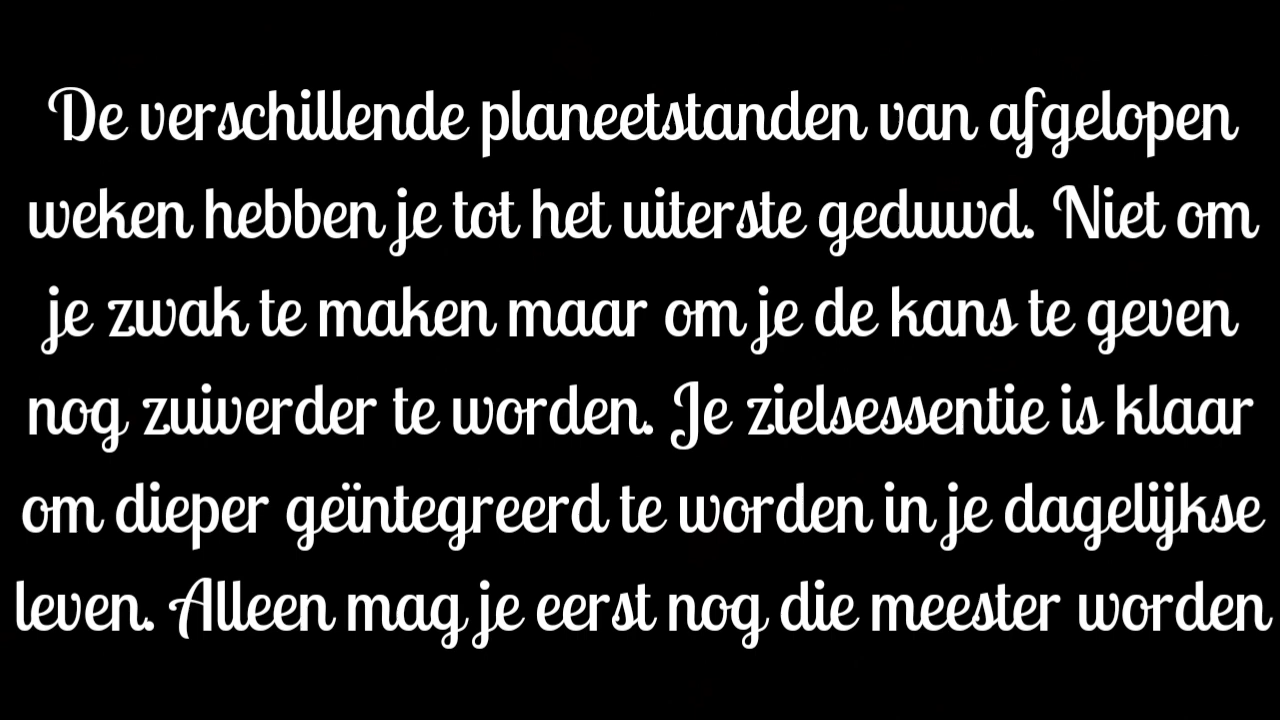 De verschillende planeetstanden van afgelopen
weken hebben je tot het uiterste geduwd. Niet om
je zwak te maken maar om je de kans te geven
nog zuiverder te worden. Je zielsessentie is klaar
om dieper geïntegreerd te worden in je dagelijkse
leven. Alleen mag je eerst nog die meester worden